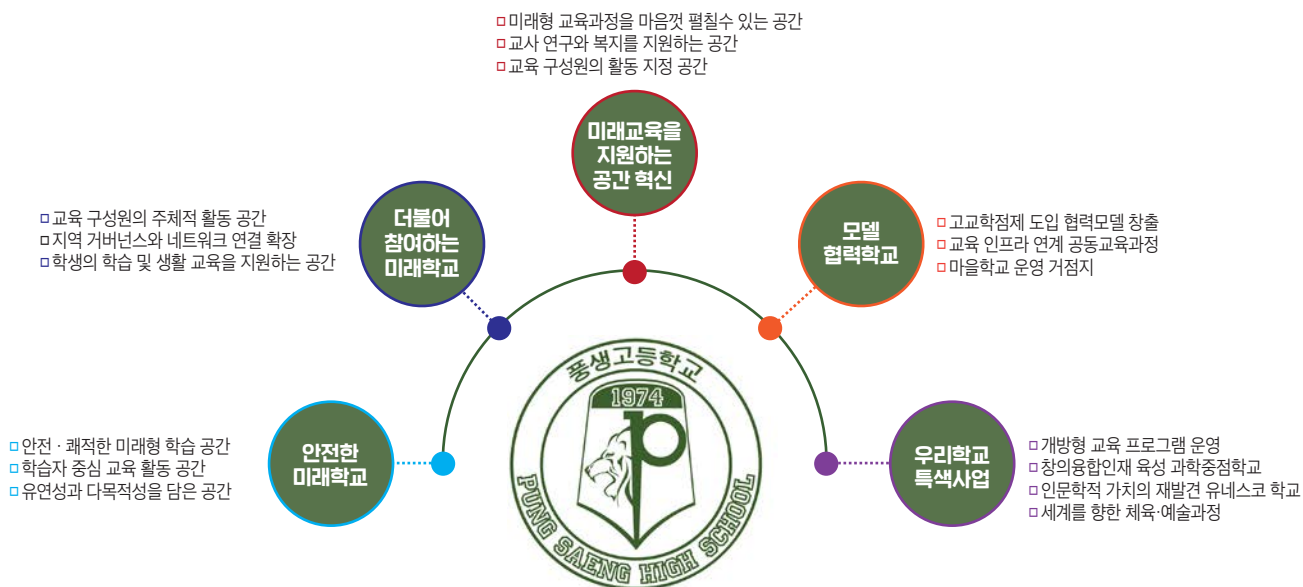 미래형 교육과정을 마음껏 펼칠수 있는 공간
교사 연구와 복지를 지원하는 공간
교육 구성원의 활동 지정 공간
미래교육을
지원하는
공간 혁신
교육 구성원의 주체적 활동 공간
지역 거버넌스와 네트워크 연결 확장
학생의 학습 및 생활 교육을 지원하는 공간
더불어
참여하는
미래학교
모델
협력학교
고교학점제 도입 협력모델 창출
교육 인프라 연계 공동교육과정
마을학교 운영 거점지
안전 · 쾌적한 미래형 학습 공간
학습자 중심 교육 활동 공간
유연성과 다목적성을 담은 공간
안전한
미래학교
풍생고등학교
1974
PUNG SAENG HIGH SCHOOL
우리학교
특색사업
개방형 교육 프로그램 운영
창의융합인재 육성 과학중점학교
인문학적 가치의 재발견 유네스코 학교
세계를 향한 체육·예술과정